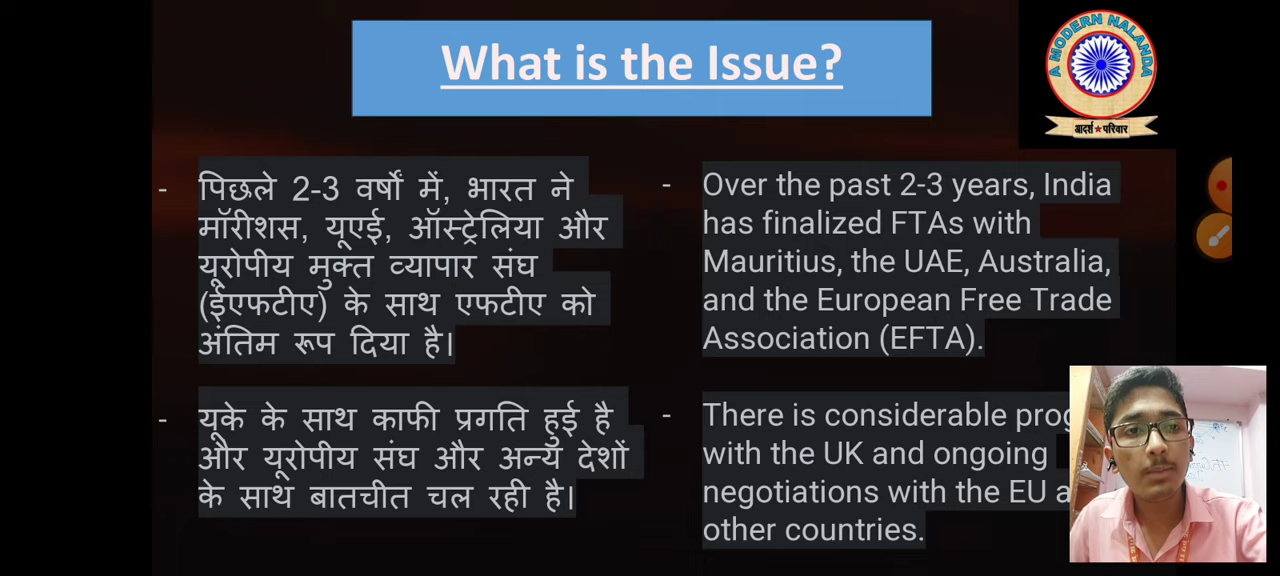 What is the Issue?
A MODERN NALANDA
आदर्श ★ परिवार
- पिछले 2-3 वर्षों में, भारत ने
मॉरीशस, यूएई, ऑस्ट्रेलिया और
यूरोपीय मुक्त व्यापार संघ
(ईएफटीए) के साथ एफटीए को
अंतिम रूप दिया है।
- यूके के साथ काफी प्रगति हुई है
और यूरोपीय संघ और अन्य देशों
के साथ बातचीत चल रही है।
- Over the past 2-3 years, India
has finalized FTAs with
Mauritius, the UAE, Australia,
and the European Free Trade
Association (EFTA).
- There is considerable
with the UK and ongoing
negotiations with the EU
other countries.